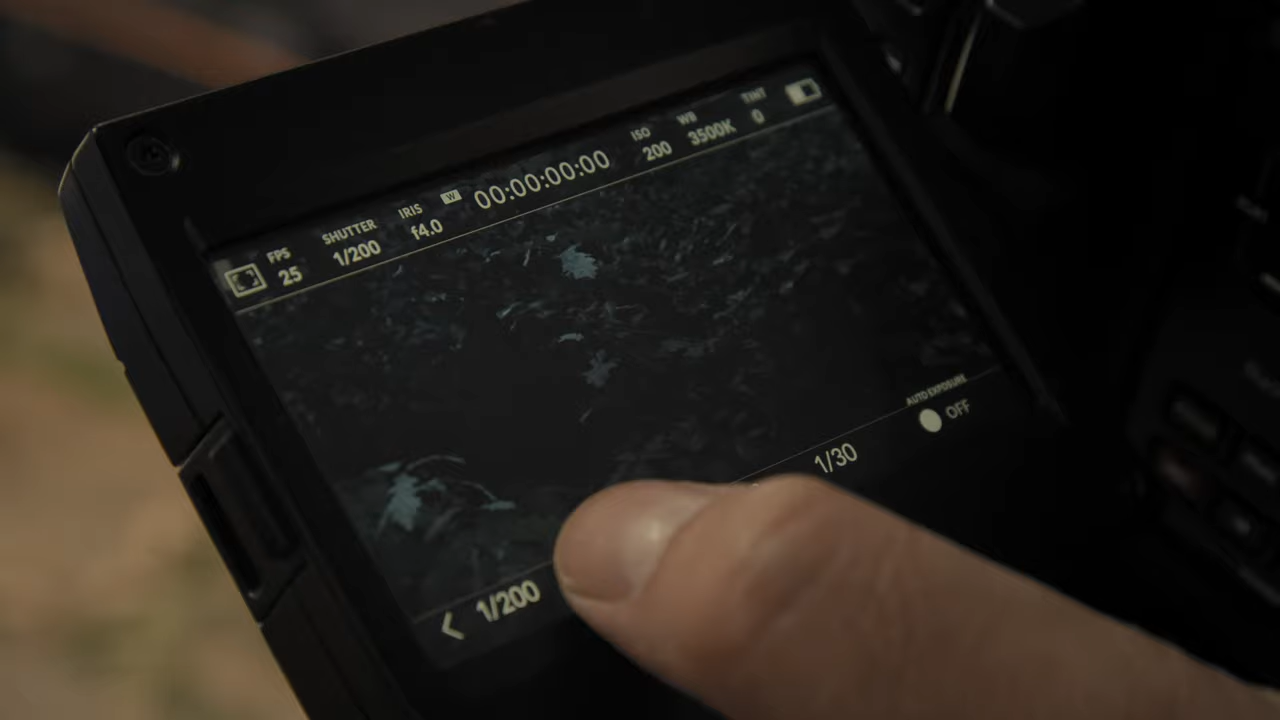 FPS
25
SHUTTER
1/200
IRIS
f4.0
W
00:00:00:00
ISO
200
WB
3500K
TINT
0
AUTO EXPOSURE
OFF
1/30
< 1/200